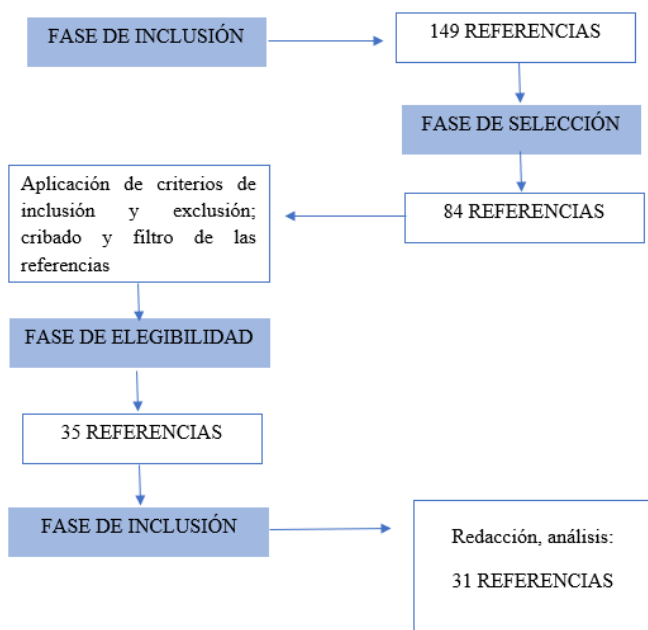 FASE DE INCLUSIÓN
149 REFERENCIAS
FASE DE SELECCIÓN
84 REFERENCIAS
Aplicación de criterios de
inclusión y exclusión;
cribado y filtro de las
referencias
FASE DE ELEGIBILIDAD
35 REFERENCIAS
FASE DE INCLUSIÓN
Redacción, análisis:
31 REFERENCIAS